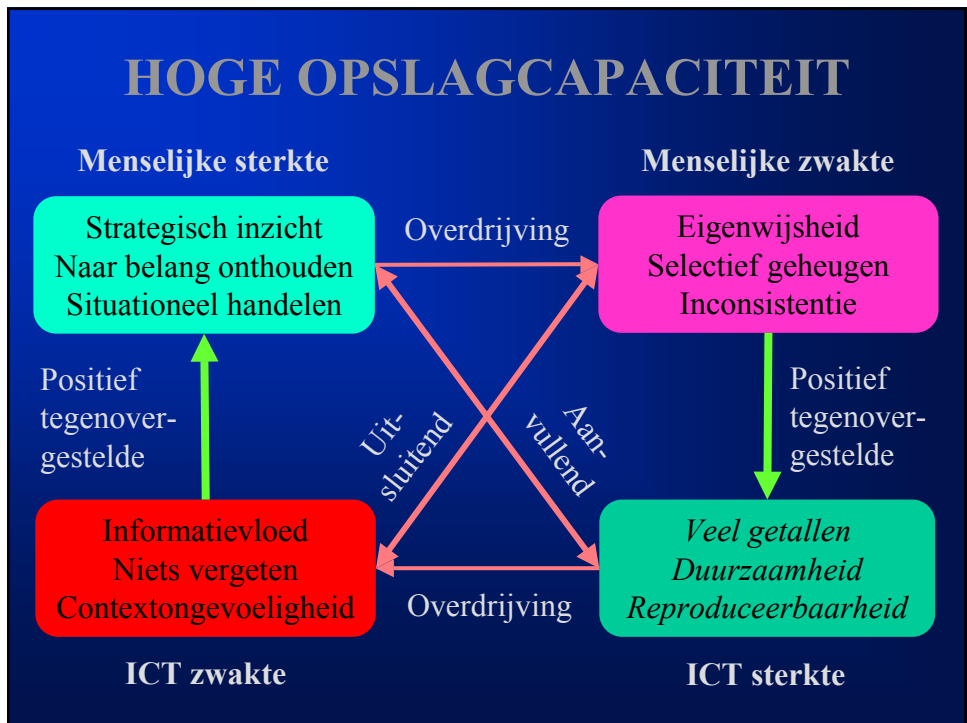 HOGE OPSLAGCAPACITEIT
Menselijke sterkte
Menselijke zwakte
Strategisch inzicht
Naar belang onthouden
Situationeel handelen
Overdrijving
Eigenwijsheid
Selectief geheugen
Inconsistentie
Positief
tegenover-
gestelde
Uit-
sluitend
Aan-
vullend
Positief
tegenover-
gestelde
Informatievloed
Niets vergeten
Contextongevoeligheid
Overdrijving
Veel getallen
Duurzaamheid
Reproduceerbaarheid
ICT zwakte
ICT sterkte